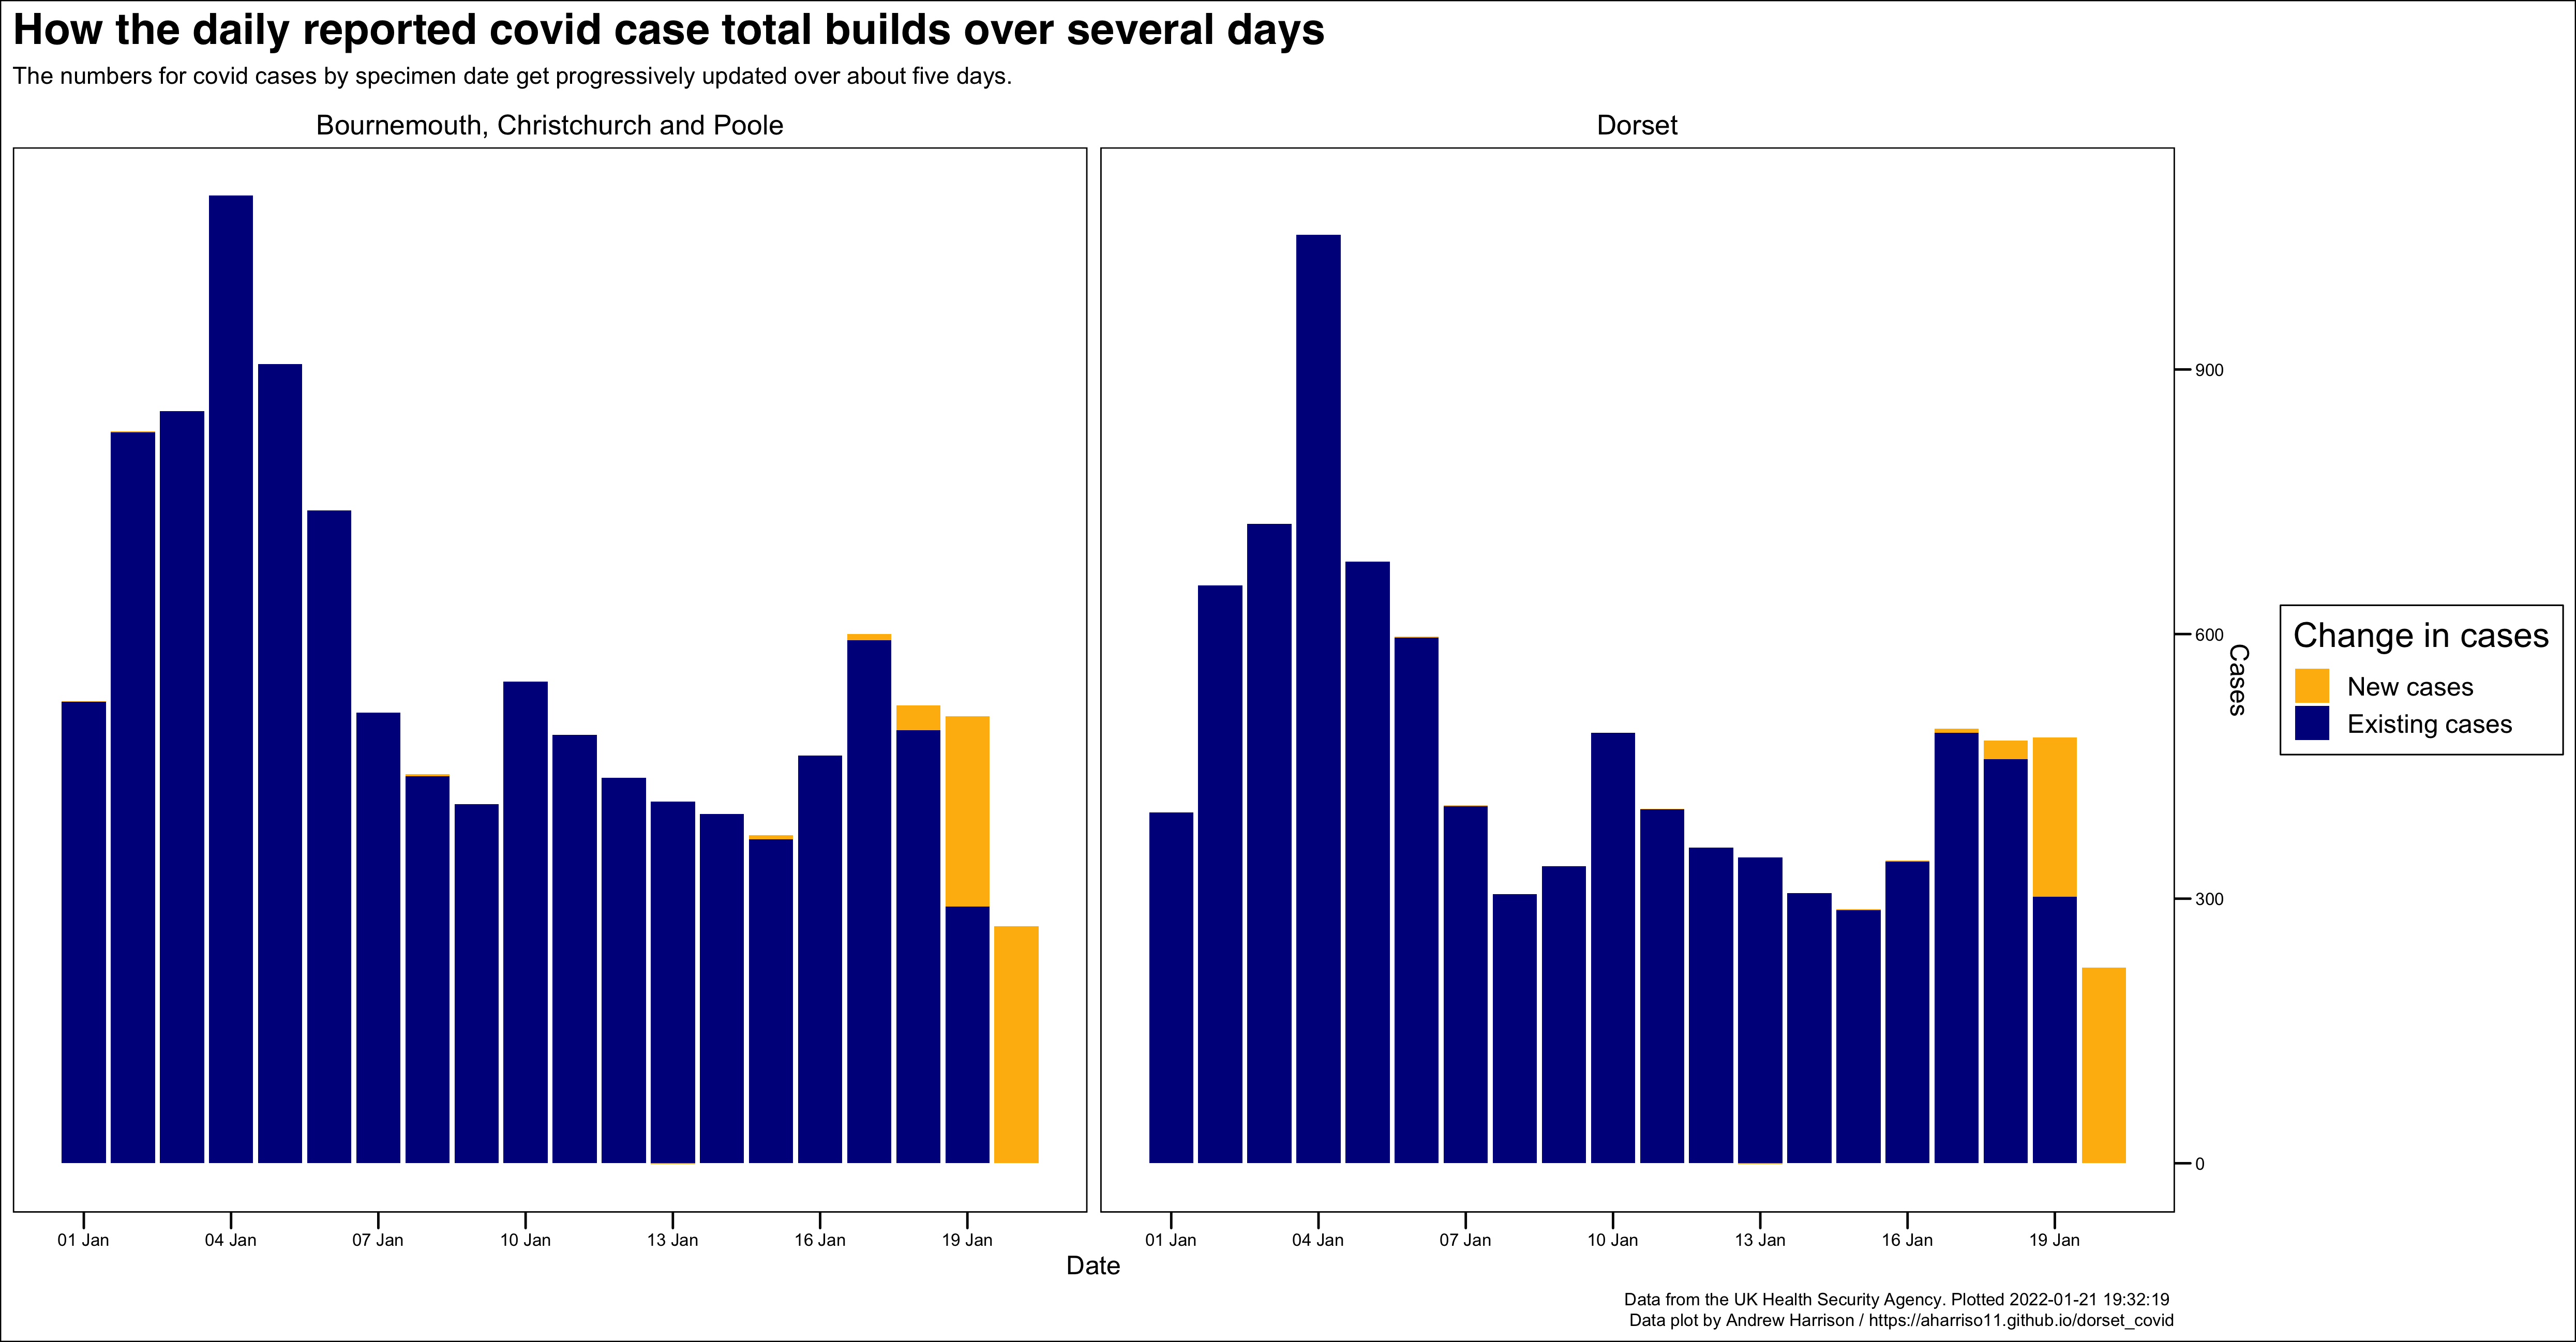 How the daily reported covid case total builds over several days
The numbers for covid cases by specimen date get progressively updated over about five days.
Bournemouth, Christchurch and Poole
Dorset
900
600
300
0
Cases
Change in cases
New cases
Existing cases
01 Jan 04 Jan 07 Jan 10 Jan 13 Jan 16 Jan 19 Jan
01 Jan 04 Jan 07 Jan 10 Jan 13 Jan 16 Jan 19 Jan
Date
Data from the UK Health Security Agency. Plotted 2022-01-21 19:32:19
Data plot by Andrew Harrison / https://aharriso11.github.io/dorset_covid